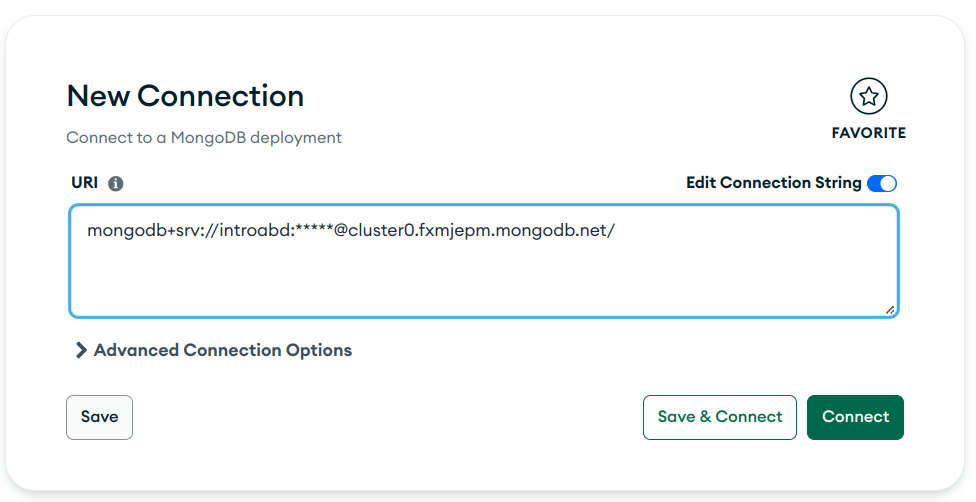 New Connection
FAVORITE
Connect to a MongoDB deployment
URI
Edit Connection String
mongodb+srv://introabd:*****@cluster0.fxmjepm.mongodb.net/
Advanced Connection Options
Save
Save & Connect
Connect